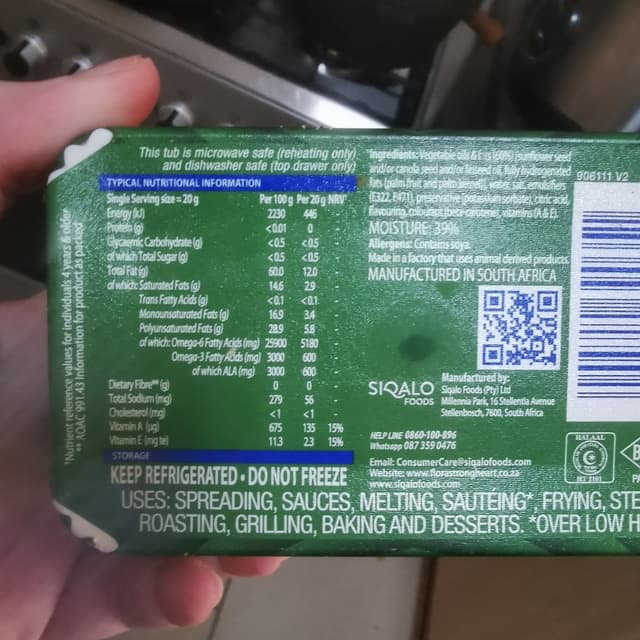 This tub is microwave safe (reheating only)
and dishwasher safe (top drawer only)
TYPICAL NUTRITIONAL INFORMATION
Single Serving size = 20 g Per 100 g Per 20 g NRV*
Energy (kJ) 2230 446
Protein (g) <0.01 0
Glycaemic Carbohydrate (g) <0.5 <0.5
of which Total Sugar (g) <0.5 <0.5
Total Fat (g) 60.0 12.0
of which: Saturated Fats (g) 14.6 2.9
Trans Fatty Acids (g) <0.1 <0.1
Monounsaturated Fats (g) 16.9 3.4
Polyunsaturated Fats (g) 28.9 5.8
of which: Omega-6 Fatty Acids (mg) 25900 5180
Omega-3 Fatty Acids (mg) 3000 600
of which ALA (mg) 3000 600
Dietary Fibre** (g) 0 0 -
Total Sodium (mg) 279 56 -
Cholesterol (mg) <1 <1 -
Vitamin A (µg) 675 135 15%
Vitamin E (mg te) 11.3 2.3 15%
STORAGE
KEEP REFRIGERATED • DO NOT FREEZE
*Nutrient reference values for individuals 4 years & older
** AOAC 991.43 Information for product as packed
Ingredients: Vegetable oils & fats (60%) (sunflower seed
and/or canola seed and/or linseed oil, fully hydrogenated
fats (palm fruit and palm kernel), water, salt, emulsifiers
(E322, E471), preservative (potassium sorbate), citric acid,
flavouring, colourant (beta-carotene), vitamins (A & E).
MOISTURE: 39%
Allergens: Contains soya.
Made in a factory that uses animal derived products.
MANUFACTURED IN SOUTH AFRICA
906111 V2
SIQALO
FOODS
Manufactured by:
Siqalo Foods (Pty) Ltd
Millennia Park, 16 Stellentia Avenue
Stellenbosch, 7600, South Africa
HELP LINE 0860-100-896
Whatsapp 087 359 0476
Email: ConsumerCare@siqalofoods.com
Website: www.florastrongheart.co.za
www.siqalofoods.com
HALAAL
USES: SPREADING, SAUCES, MELTING, SAUTÉING*, FRYING, STE
ROASTING, GRILLING, BAKING AND DESSERTS. *OVER LOW H